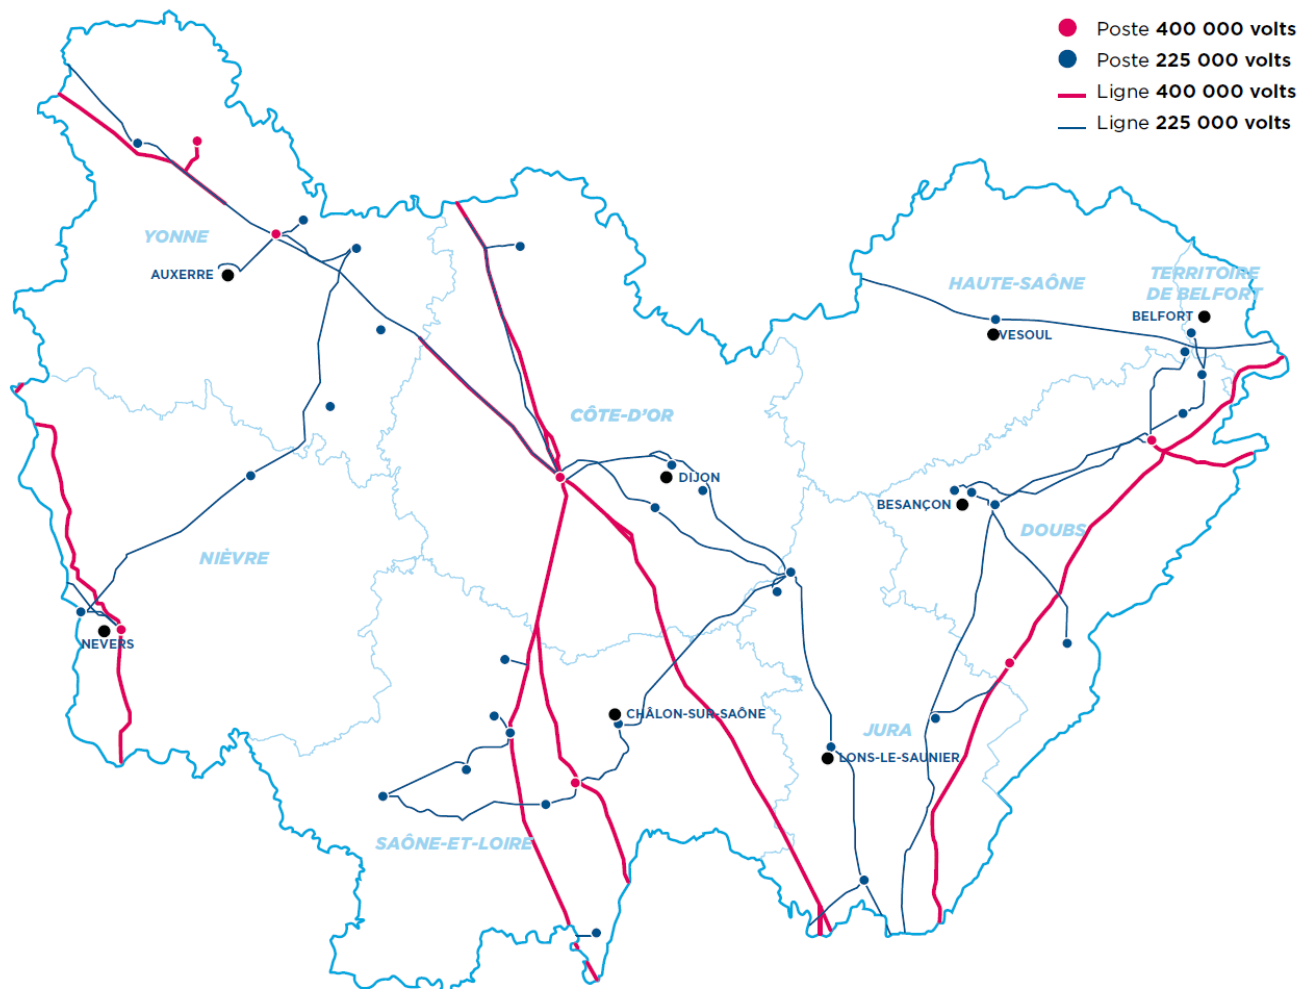 Poste 400 000 volts
Poste 225 000 volts
Ligne 400 000 volts
Ligne 225 000 volts
YONNE
AUXERRE
HAUTE-SAÔNE
TERRITOIRE
DE BELFORT
BELFORT
VESOUL
CÔTE-D'OR
DIJON
BESANÇON
DOUBS
NIÈVRE
NEVERS
CHÂLON-SUR-SAÔNE
JURA
LONS-LE-SAUNIER
SAÔNE-ET-LOIRE